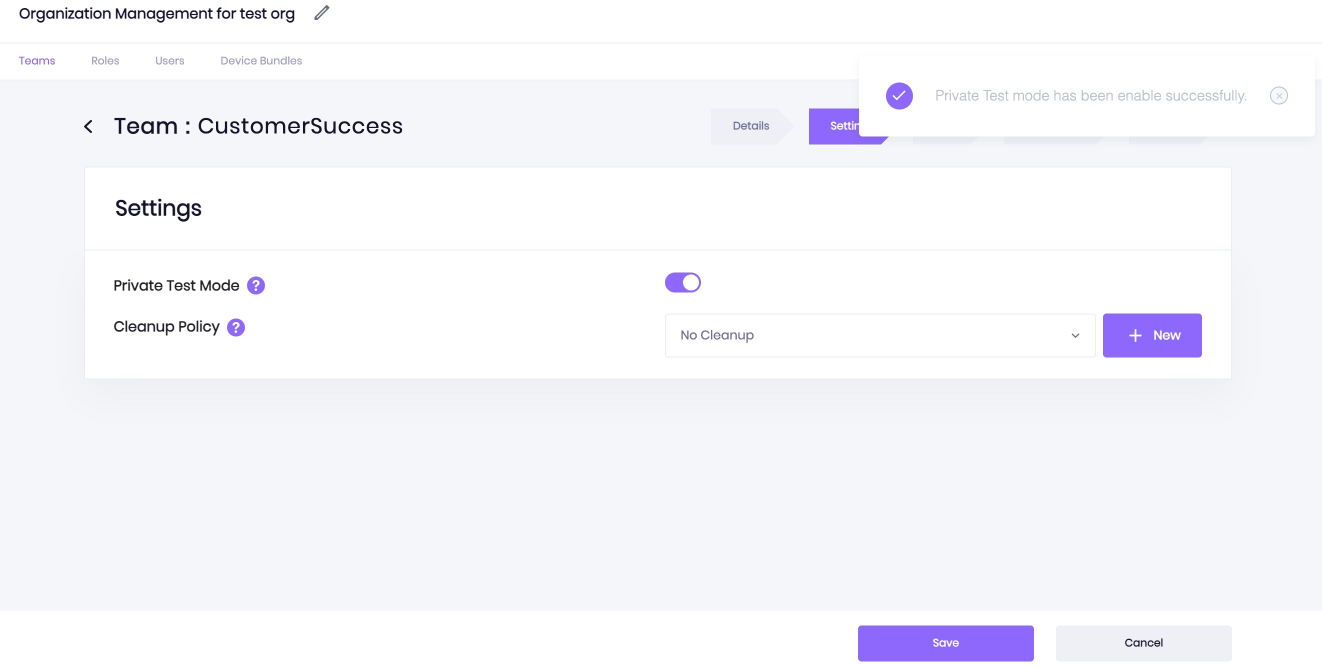 Organization Management for test org
Teams Roles Users Device Bundles
Private Test mode has been enable successfully.
Team : CustomerSuccess
Details
Settings
Private Test Mode ?
Cleanup Policy ?
No Cleanup
+ New
Save
Cancel